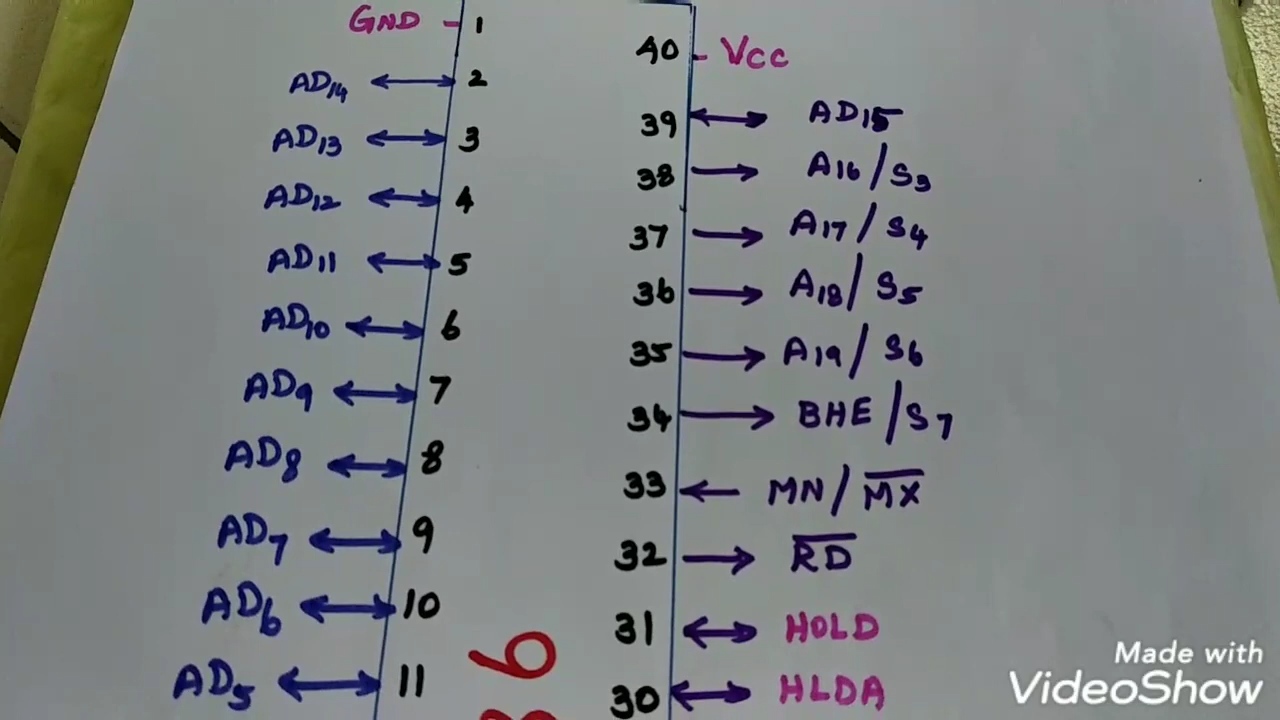 GND - 1
AD14 2
AD13 3
AD12 4
AD11 5
AD10 6
AD9 7
AD8 8
AD7 9
AD6 10
AD5 11
40 - Vcc
39 AD15
38 A16/S3
37 A17/S4
36 A18/S5
35 A19/S6
34 BHE/S7
33 MN/M̅X̅
32 R̅D̅
31 HOLD
30 HLDA
6
Made with
VideoShow